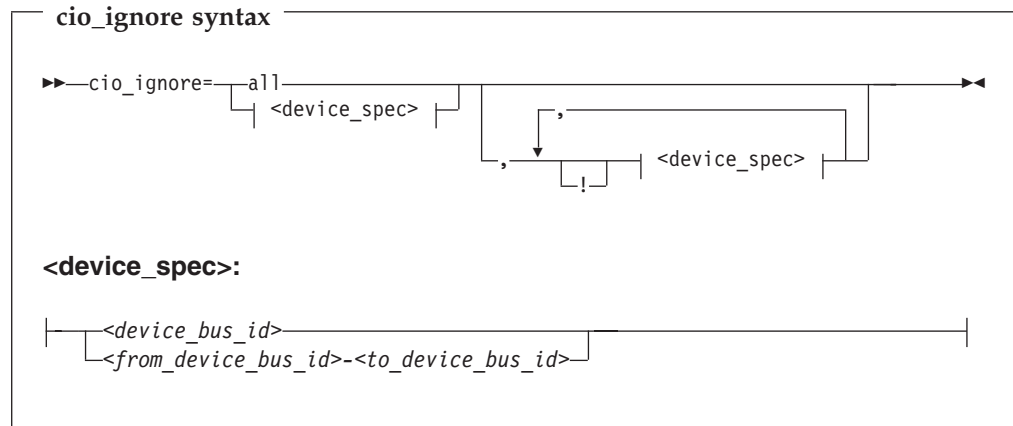 cio_ignore syntax
cio_ignore= all
<device_spec>
,
, ! <device_spec>
<device_spec>:
<device_bus_id>
<from_device_bus_id>-<to_device_bus_id>